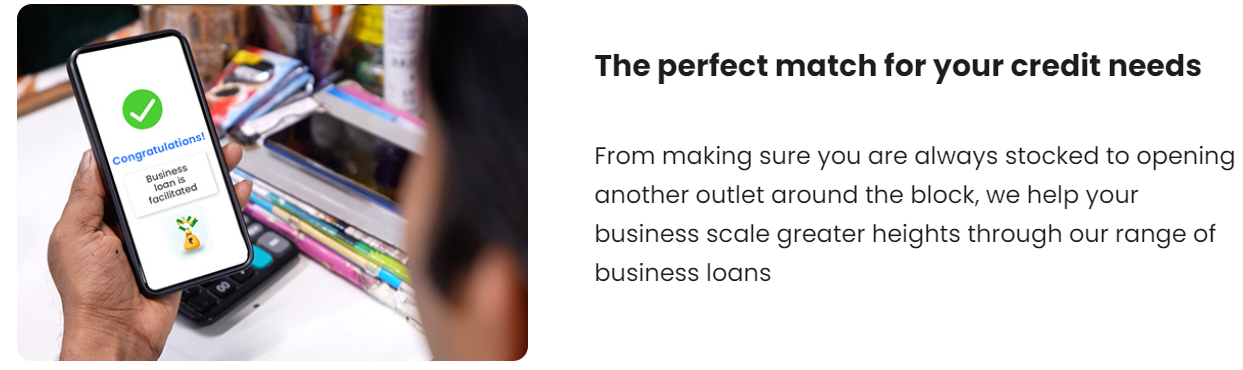 Congratulations!
Business
loan is
facilitated
₹
The perfect match for your credit needs
From making sure you are always stocked to opening
another outlet around the block, we help your
business scale greater heights through our range of
business loans